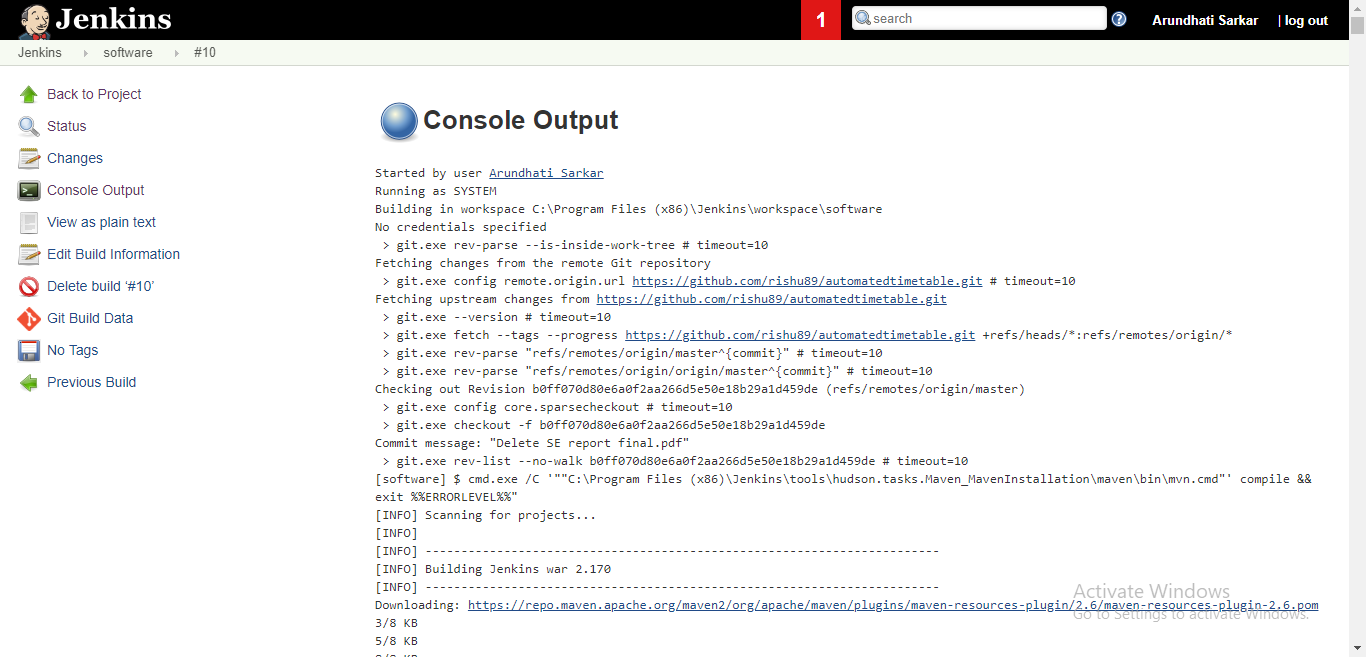 Jenkins
1
search
?
Arundhati Sarkar
| log out
Jenkins
software
#10
Back to Project
Status
Changes
Console Output
View as plain text
Edit Build Information
Delete build ‘#10’
Git Build Data
No Tags
Previous Build
Console Output
Started by user Arundhati Sarkar
Running as SYSTEM
Building in workspace C:\Program Files (x86)\Jenkins\workspace\software
No credentials specified
> git.exe rev-parse --is-inside-work-tree # timeout=10
Fetching changes from the remote Git repository
> git.exe config remote.origin.url https://github.com/rishu89/automatedtimetable.git # timeout=10
Fetching upstream changes from https://github.com/rishu89/automatedtimetable.git
> git.exe --version # timeout=10
> git.exe fetch --tags --progress https://github.com/rishu89/automatedtimetable.git +refs/heads/*:refs/remotes/origin/*
> git.exe rev-parse "refs/remotes/origin/master^{commit}" # timeout=10
> git.exe rev-parse "refs/remotes/origin/origin/master^{commit}" # timeout=10
Checking out Revision b0ff070d80e6a0f2aa266d5e50e18b29a1d459de (refs/remotes/origin/master)
> git.exe config core.sparsecheckout # timeout=10
> git.exe checkout -f b0ff070d80e6a0f2aa266d5e50e18b29a1d459de
Commit message: "Delete SE report final.pdf"
> git.exe rev-list --no-walk b0ff070d80e6a0f2aa266d5e50e18b29a1d459de # timeout=10
[software] $ cmd.exe /C '""C:\Program Files (x86)\Jenkins\tools\hudson.tasks.Maven_MavenInstallation\maven\bin\mvn.cmd"' compile &&
exit %%ERRORLEVEL%%"
[INFO] Scanning for projects...
[INFO]
[INFO] ------------------------------------------------------------------------
[INFO] Building Jenkins war 2.170
[INFO] ------------------------------------------------------------------------
Downloading: https://repo.maven.apache.org/maven2/org/apache/maven/plugins/maven-resources-plugin/2.6/maven-resources-plugin-2.6.pom
3/8 KB
5/8 KB
Activate Windows
Go to Settings to activate Windows.